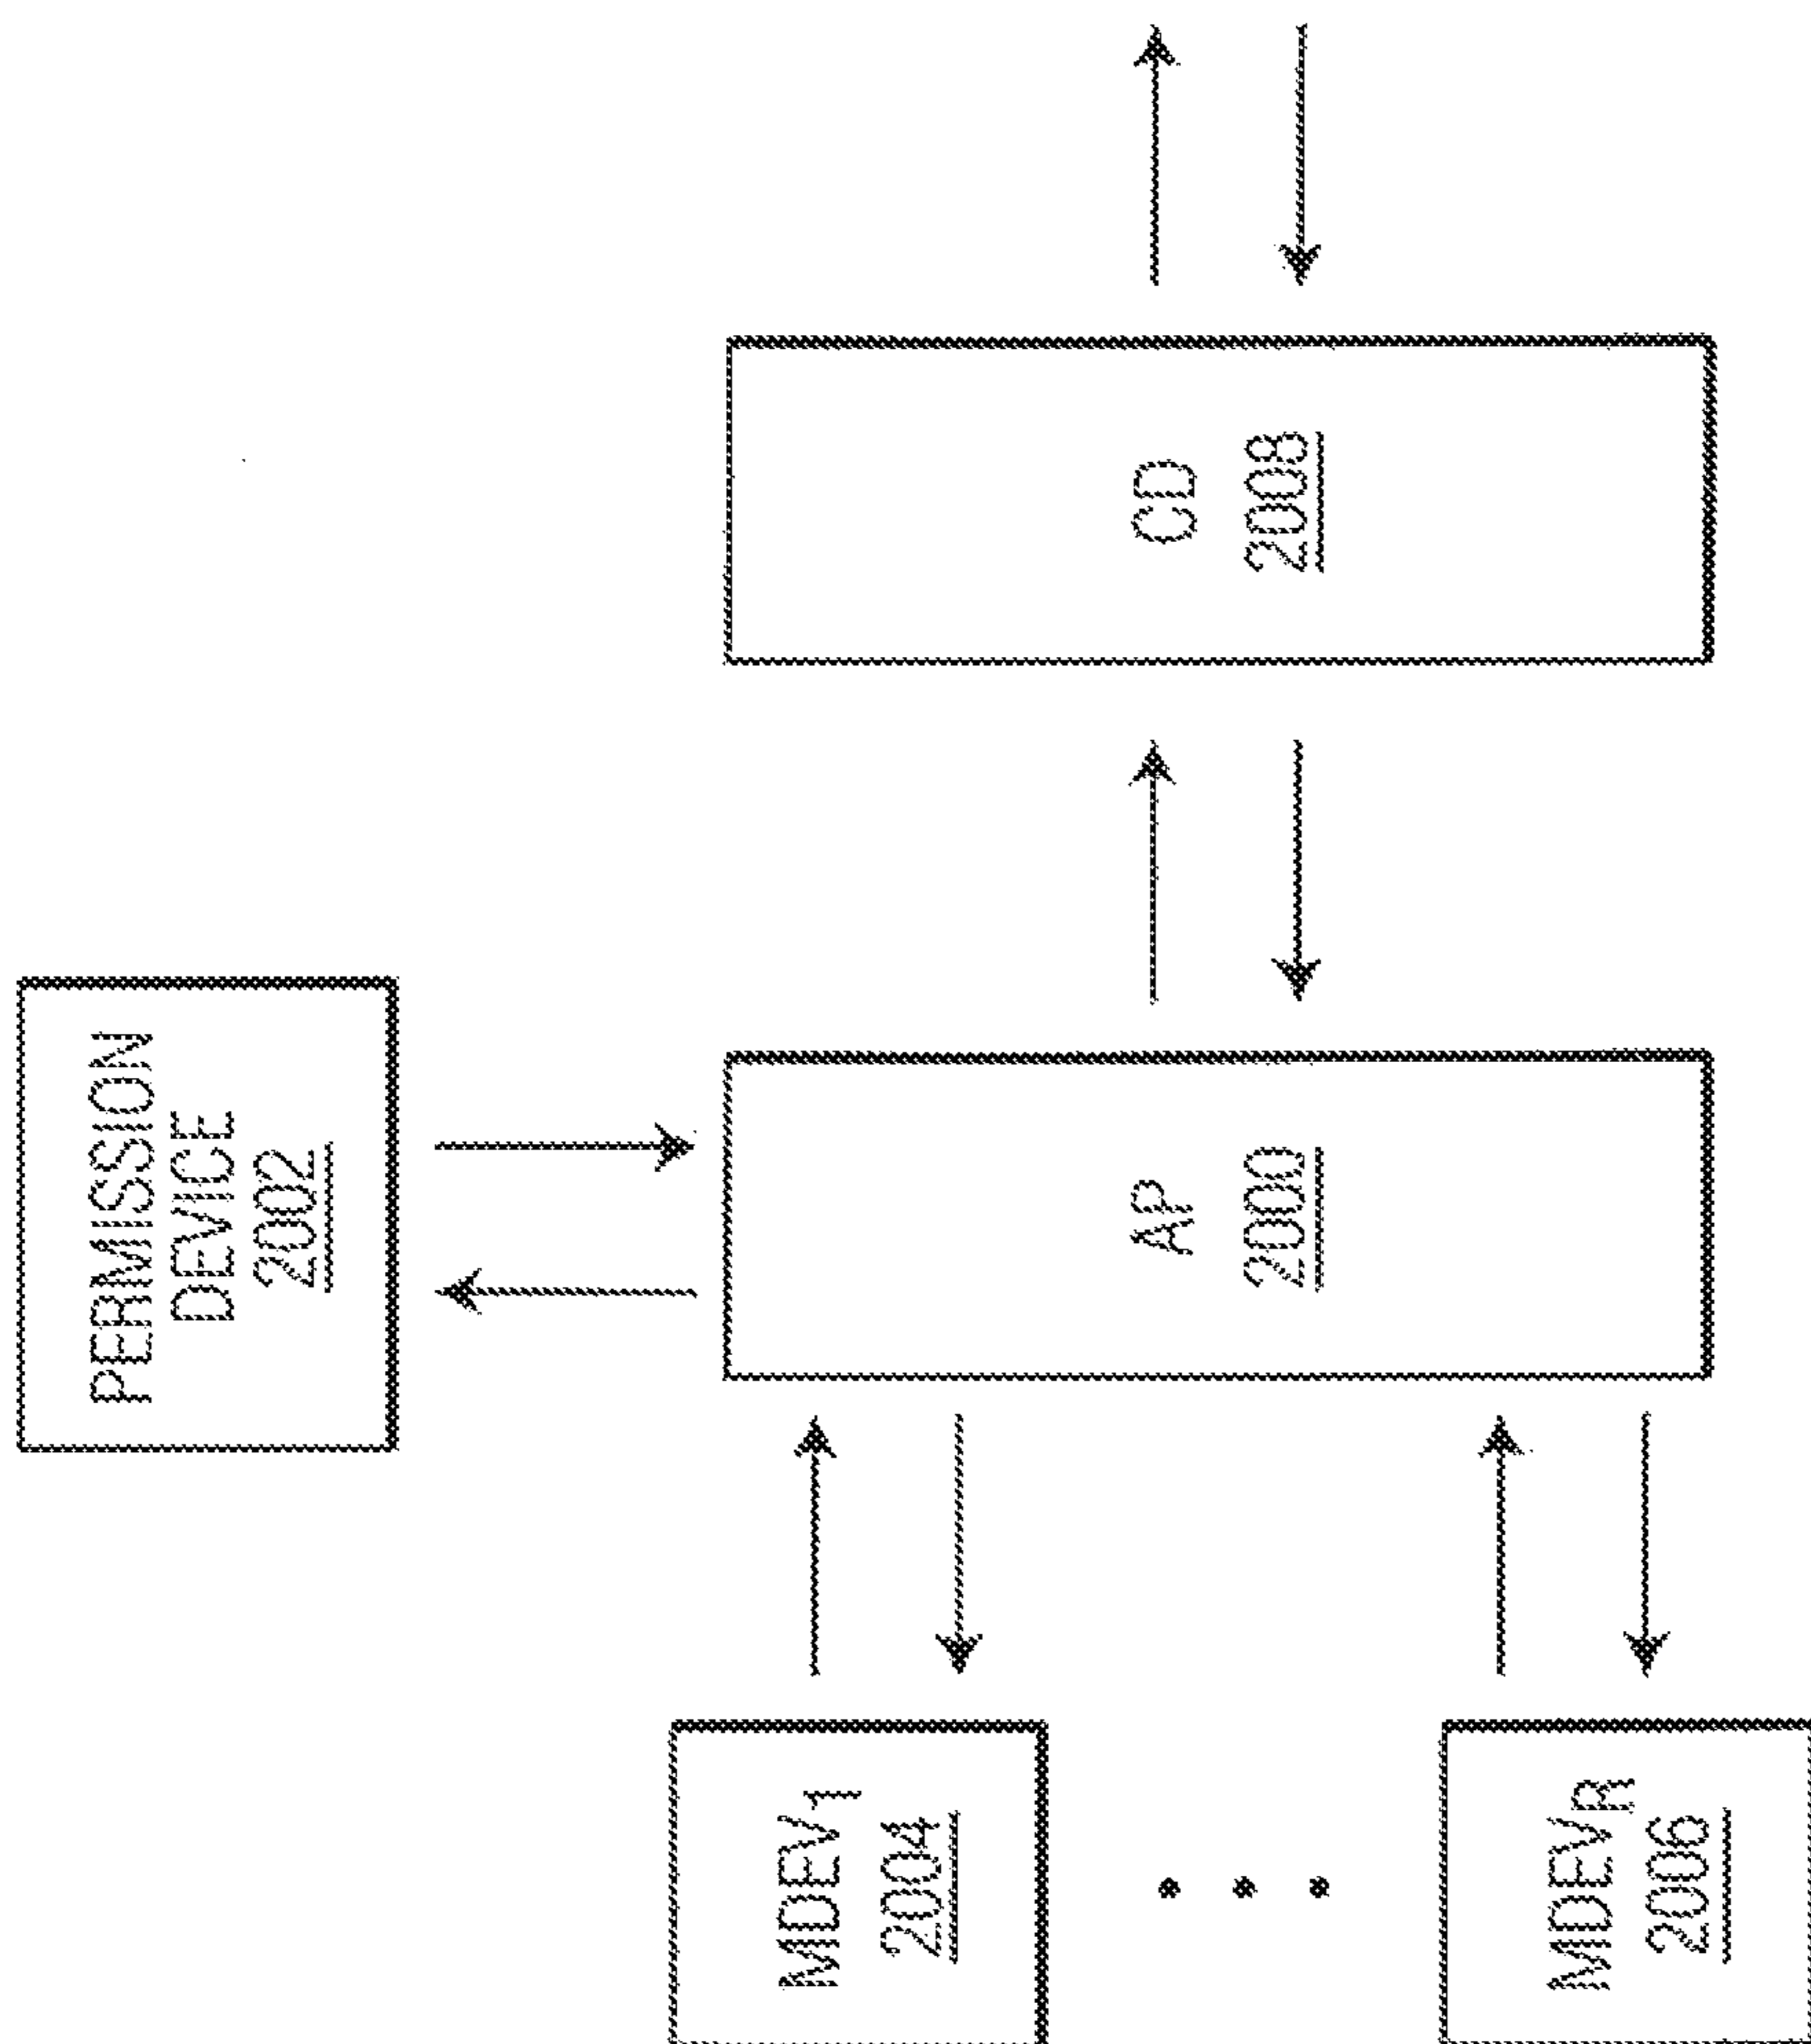 PERMISSION
DEVICE
2002
MDEV1
2004
MDEVR
2006
AP
2000
CD
2008